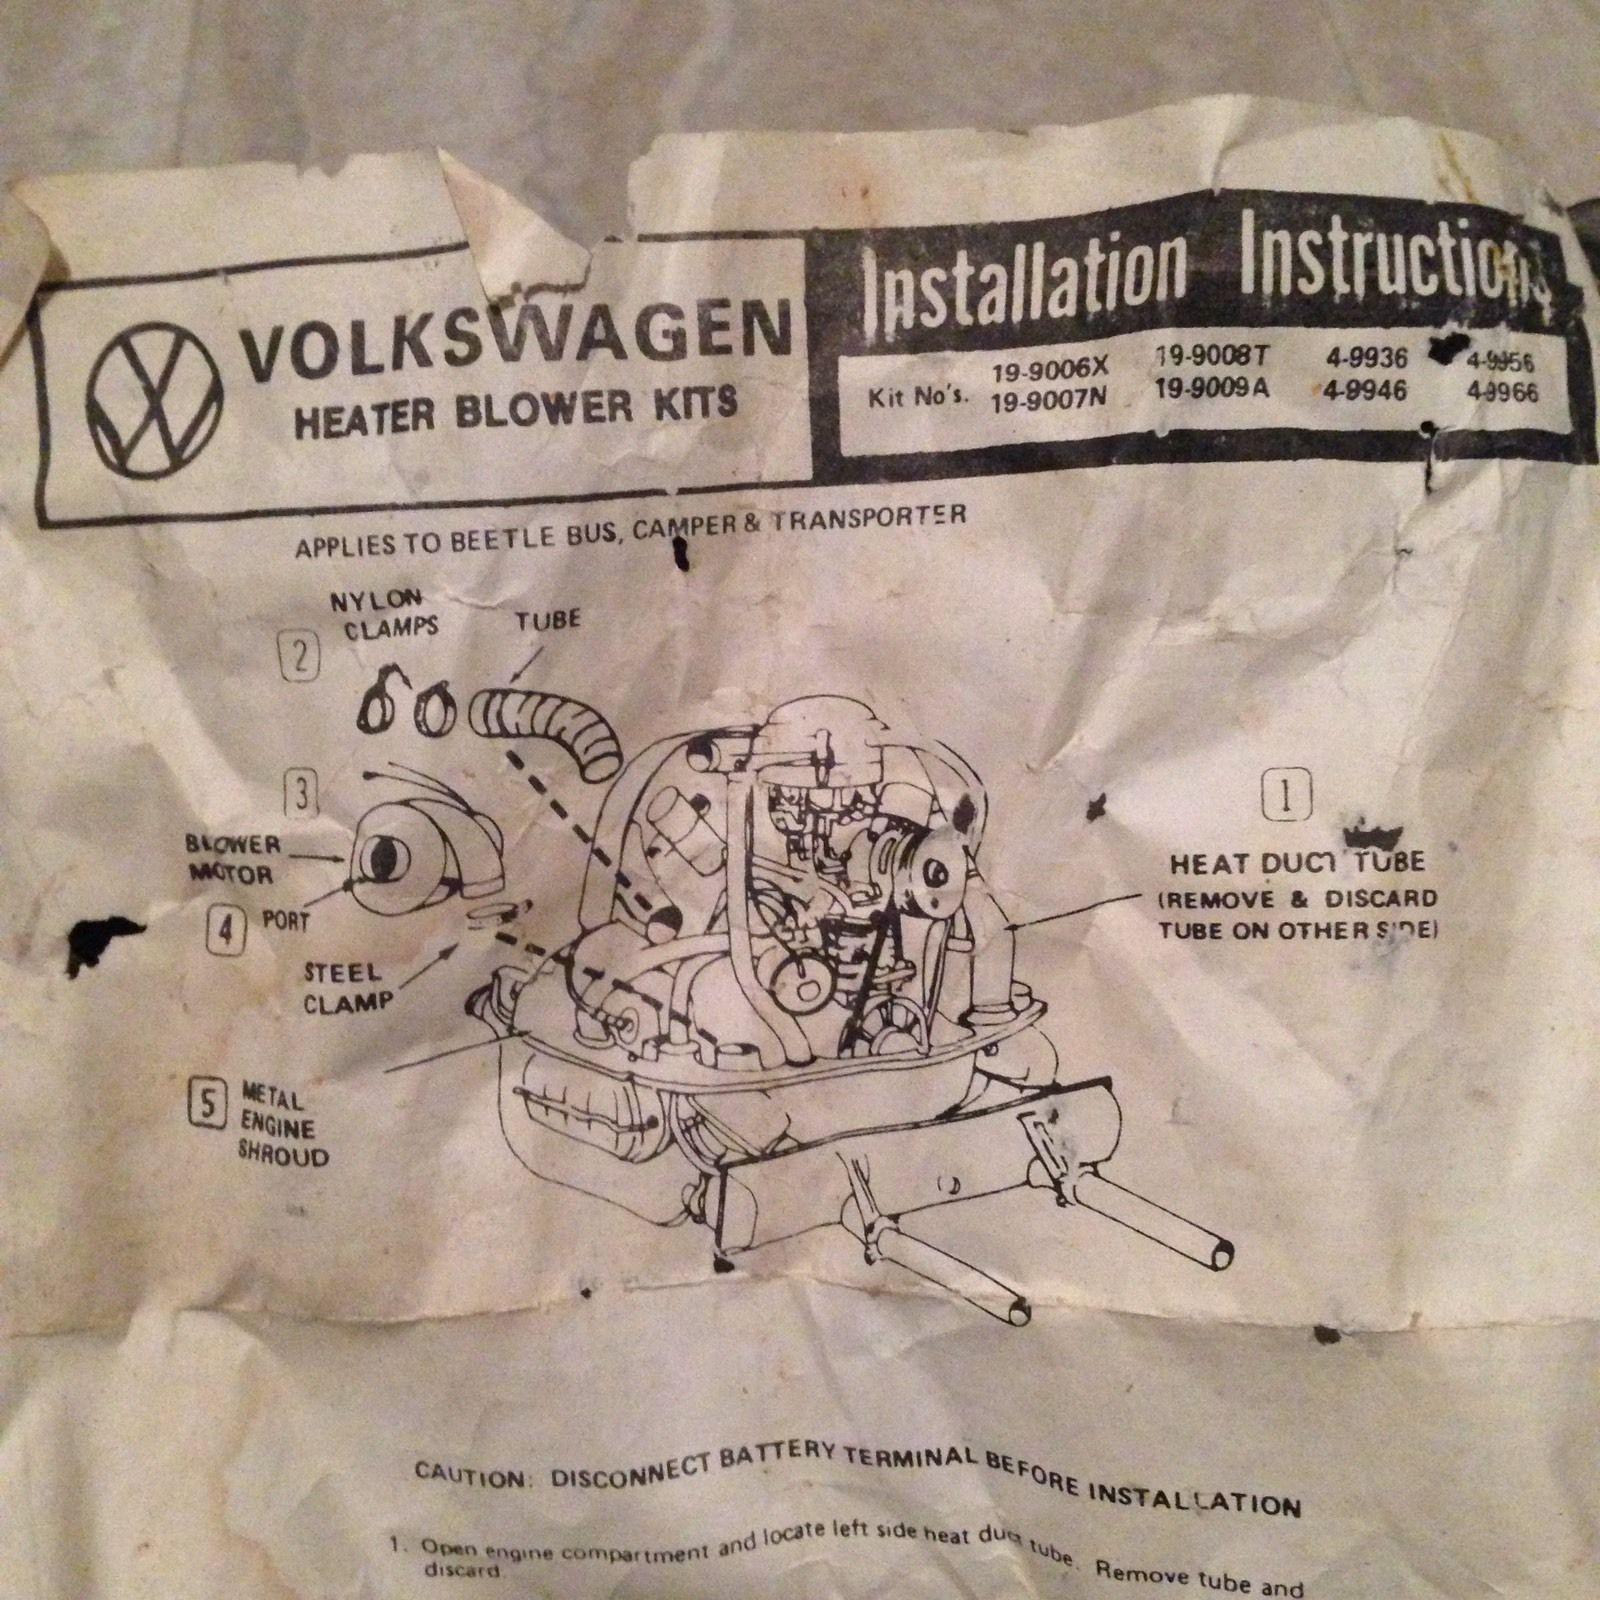 VOLKSWAGEN
HEATER BLOWER KITS
Installation Instructions
Kit No's. 19-9006X 19-9008T 4-9936 4-9956
19-9007N 19-9009A 4-9946 4-9966
APPLIES TO BEETLE BUS, CAMPER & TRANSPORTER
NYLON
CLAMPS
TUBE
2
3
BLOWER
MOTOR
4 PORT
STEEL
CLAMP
5 METAL
ENGINE
SHROUD
1
HEAT DUCT TUBE
(REMOVE & DISCARD
TUBE ON OTHER SIDE)
CAUTION: DISCONNECT BATTERY TERMINAL BEFORE INSTALLATION
1. Open engine compartment and locate left side heat duct tube. Remove tube and
discard.